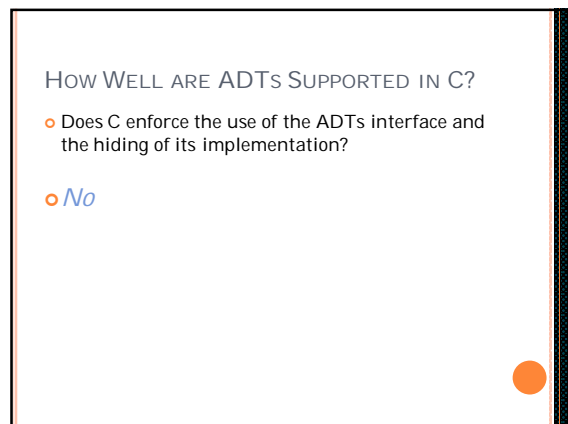 HOW WELL ARE ADTS SUPPORTED IN C?
Does C enforce the use of the ADTs interface and
the hiding of its implementation?
No